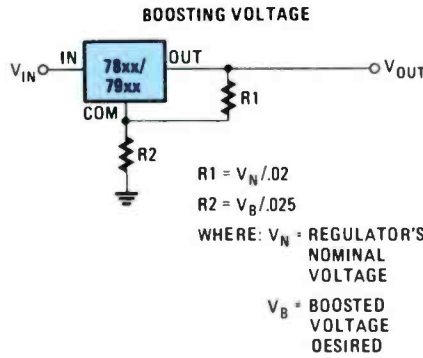 BOOSTING VOLTAGE
V_IN
IN
78xx/
79xx
OUT
V_OUT
COM
R1
R2
R1 = V_N/.02
R2 = V_B/.025
WHERE: V_N = REGULATOR'S
NOMINAL
VOLTAGE
V_B = BOOSTED
VOLTAGE
DESIRED